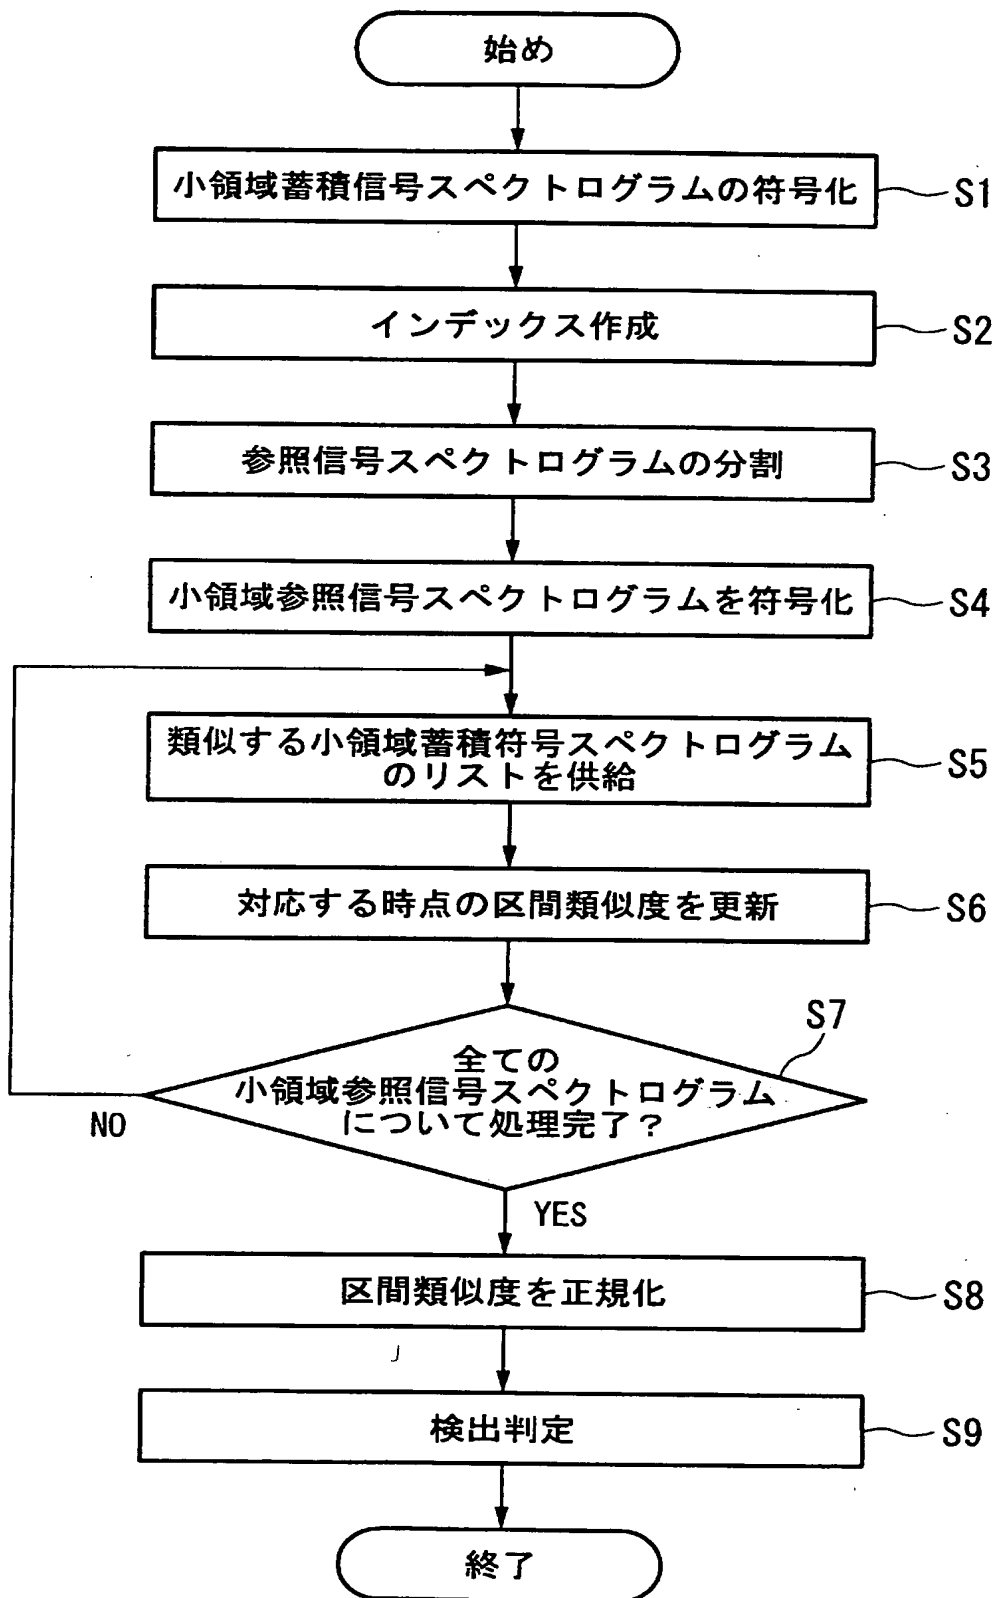 始め
小領域蓄積信号スペクトログラムの符号化
S1
インデックス作成
S2
参照信号スペクトログラムの分割
S3
小領域参照信号スペクトログラムを符号化
S4
類似する小領域蓄積符号スペクトログラム
のリストを供給
S5
対応する時点の区間類似度を更新
S6
S7
全ての
小領域参照信号スペクトログラム
について処理完了?
NO
YES
区間類似度を正規化
S8
検出判定
S9
終了